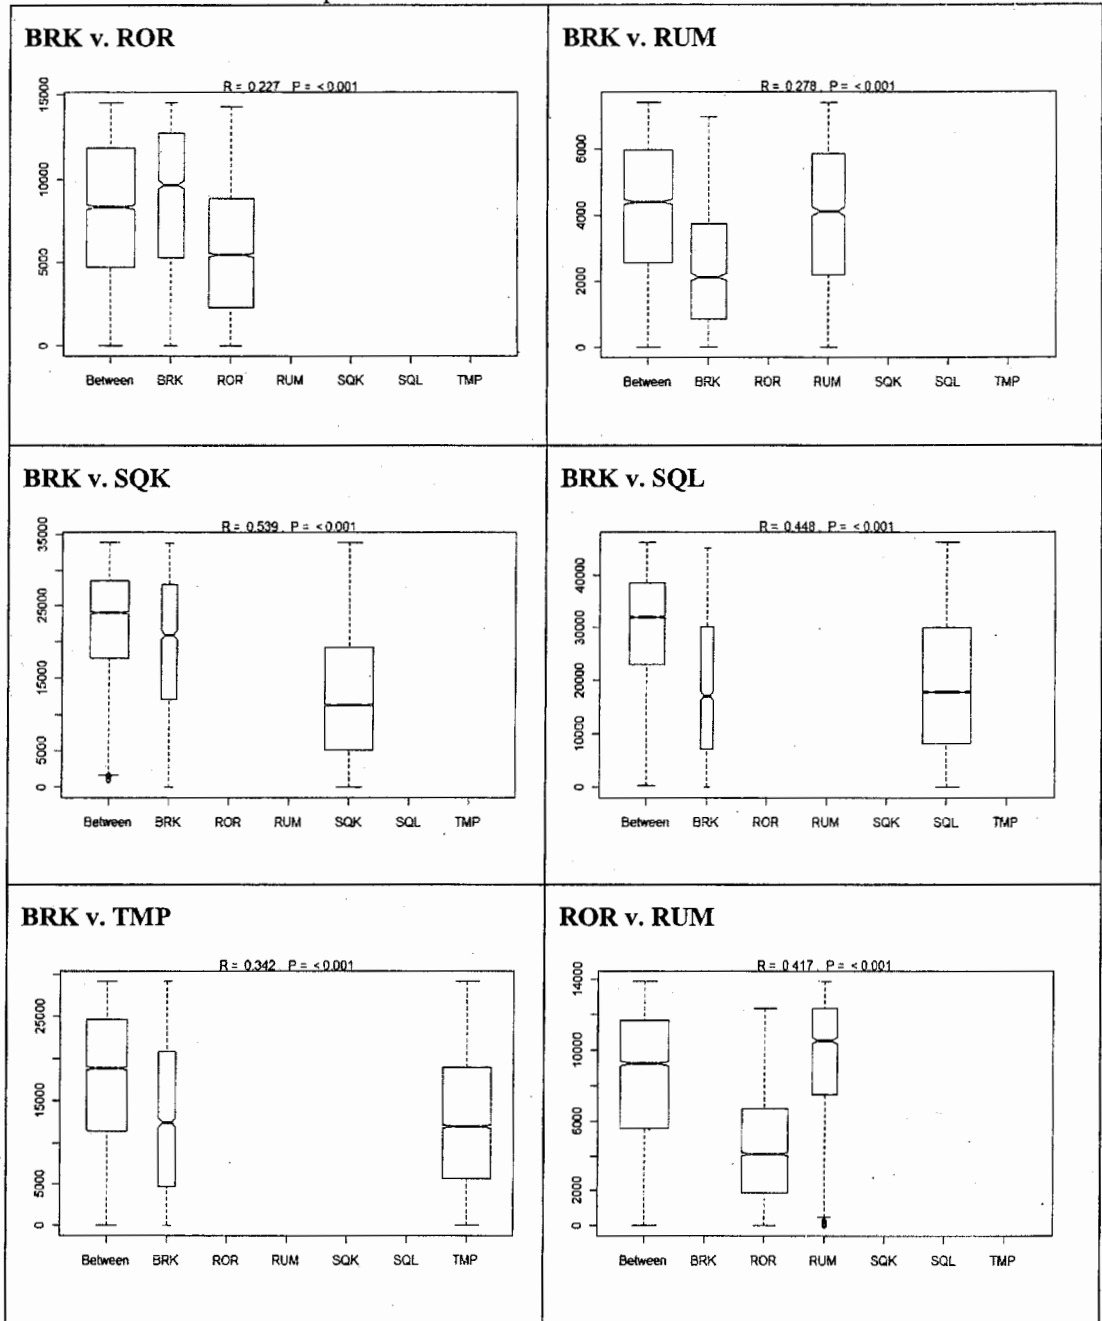 BRK v. ROR
R = 0.227 , P = <0.001
15000
10000
5000
0
Between BRK ROR RUM SQK SQL TMP
BRK v. RUM
R = 0.278 , P = <0.001
6000
4000
2000
0
Between BRK ROR RUM SQK SQL TMP
BRK v. SQK
R = 0.539 , P = <0.001
35000
25000
15000
5000
0
Between BRK ROR RUM SQK SQL TMP
BRK v. SQL
R = 0.448 , P = <0.001
40000
30000
20000
10000
0
Between BRK ROR RUM SQK SQL TMP
BRK v. TMP
R = 0.342 , P = <0.001
25000
15000
5000
0
Between BRK ROR RUM SQK SQL TMP
ROR v. RUM
R = 0.417 , P = <0.001
14000
10000
6000
2000
0
Between BRK ROR RUM SQK SQL TMP